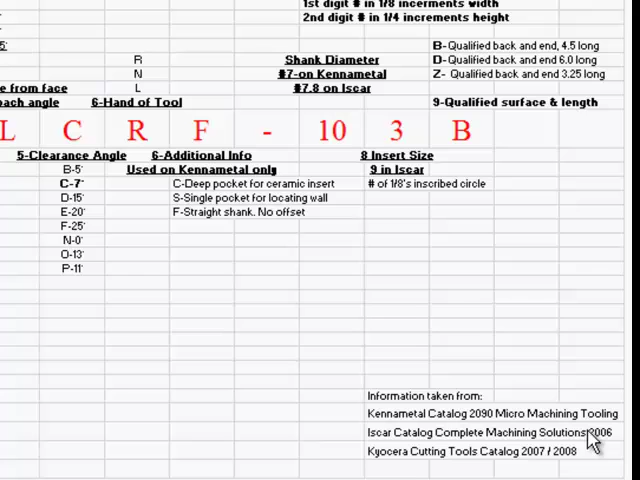 1st digit # in 1/8 incerments width
2nd digit # in 1/4 increments height
5° B- Qualified back and end, 4.5 long
R Shank Diameter D- Qualified back and end 6.0 long
N #7-on Kennametal Z- Qualified back and end 3.25 long
e from face L #7,8 on Iscar
oach angle 6-Hand of Tool 9-Qualified surface & length
L C R F - 10 3 B
5-Clearance Angle 6-Additional Info 8 Insert Size
B-5° Used on Kennametal only 9 in Iscar
C-7° C-Deep pocket for ceramic insert # of 1/8's inscribed circle
D-15° S-Single pocket for locating wall
E-20° F-Straight shank. No offset
F-25°
N-0°
O-13°
P-11°
Information taken from:
Kennametal Catalog 2090 Micro Machining Tooling
Iscar Catalog Complete Machining Solutions 2006
Kyocera Cutting Tools Catalog 2007 / 2008